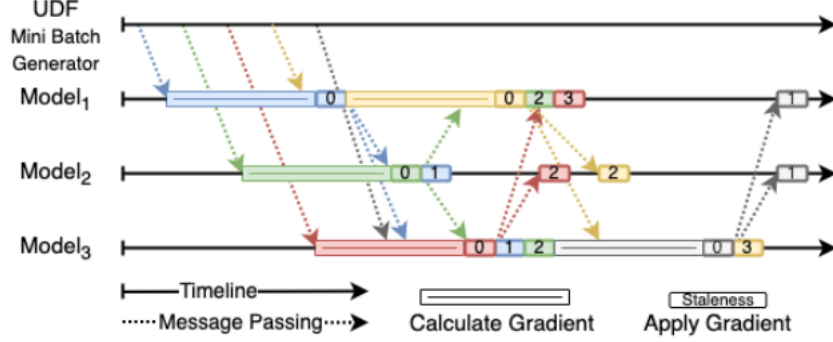 UDF
Mini Batch
Generator
Model₁ 0 0 2 3 1
Model₂ 0 1 2 2 1
Model₃ 0 1 2 0 3
Timeline Staleness
Message Passing Calculate Gradient Apply Gradient